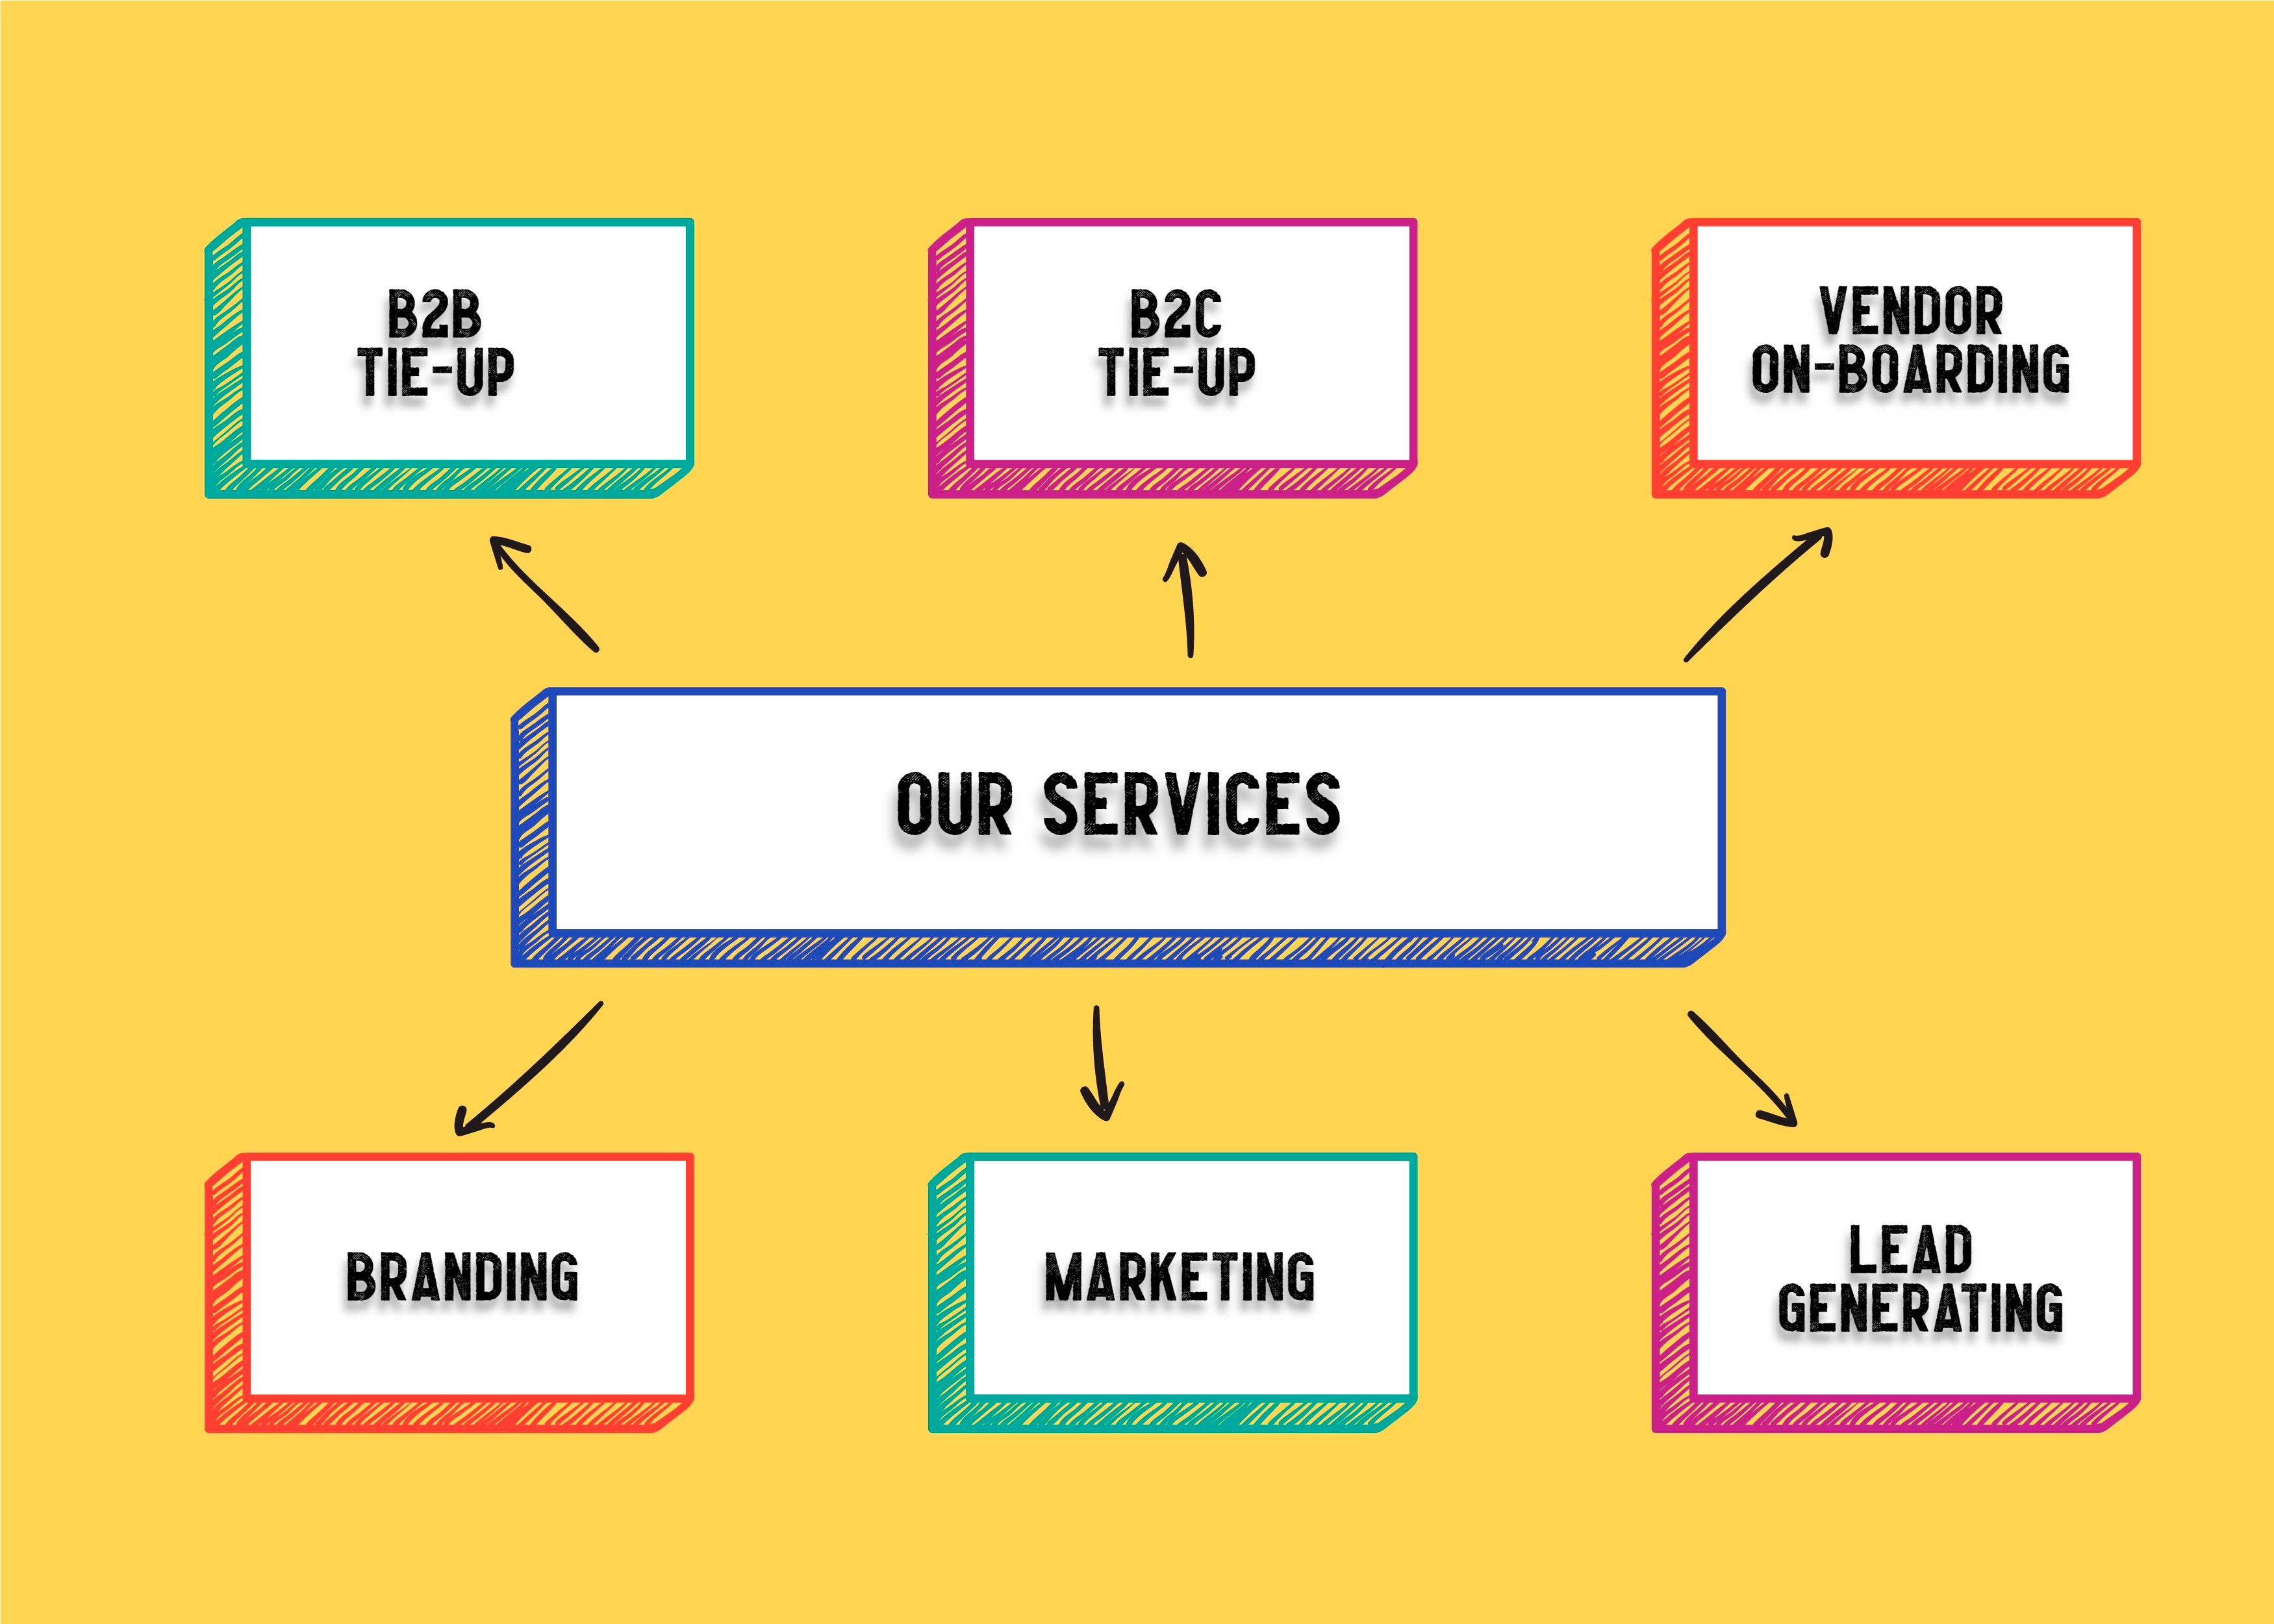 B2B
TIE-UP
B2C
TIE-UP
VENDOR
ON-BOARDING
OUR SERVICES
BRANDING
MARKETING
LEAD
GENERATING